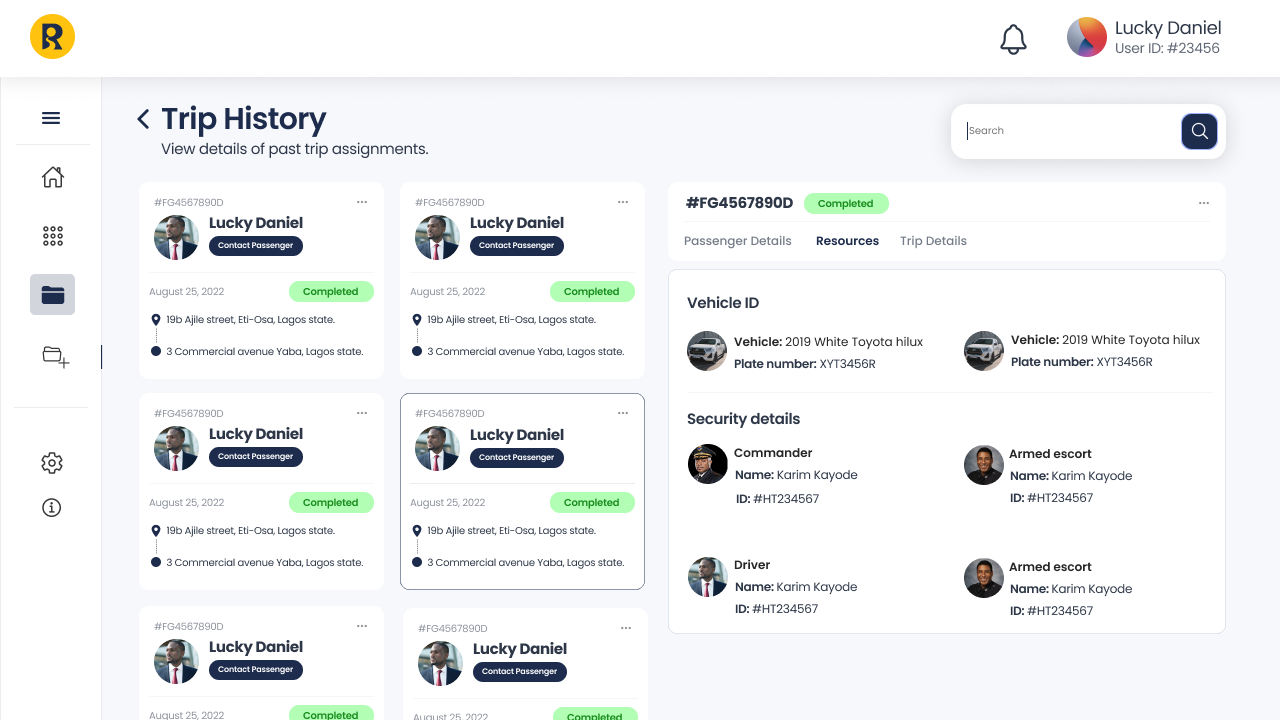 R
Lucky Daniel
User ID: #23456
Trip History
View details of past trip assignments.
Search
#FG4567890D
Lucky Daniel
Contact Passenger
August 25, 2022
Completed
19b Ajile street, Eti-Osa, Lagos state.
3 Commercial avenue Yaba, Lagos state.
#FG4567890D
Lucky Daniel
Contact Passenger
August 25, 2022
Completed
19b Ajile street, Eti-Osa, Lagos state.
3 Commercial avenue Yaba, Lagos state.
#FG4567890D
Lucky Daniel
Contact Passenger
August 25, 2022
Completed
19b Ajile street, Eti-Osa, Lagos state.
3 Commercial avenue Yaba, Lagos state.
#FG4567890D
Lucky Daniel
Contact Passenger
August 25, 2022
Completed
19b Ajile street, Eti-Osa, Lagos state.
3 Commercial avenue Yaba, Lagos state.
#FG4567890D
Lucky Daniel
Contact Passenger
August 25, 2022
Completed
#FG4567890D
Lucky Daniel
Contact Passenger
August 25, 2022
Completed
#FG4567890D
Completed
Passenger Details
Resources
Trip Details
Vehicle ID
Vehicle: 2019 White Toyota hilux
Plate number: XYT3456R
Vehicle: 2019 White Toyota hilux
Plate number: XYT3456R
Security details
Commander
Name: Karim Kayode
ID: #HT234567
Armed escort
Name: Karim Kayode
ID: #HT234567
Driver
Name: Karim Kayode
ID: #HT234567
Armed escort
Name: Karim Kayode
ID: #HT234567